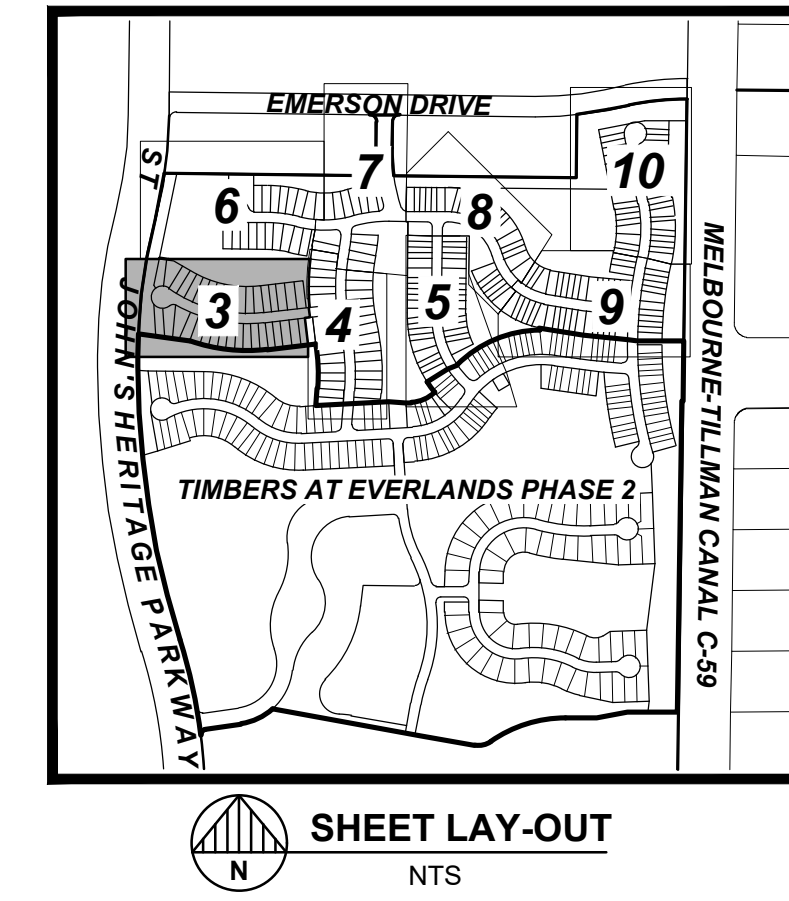 EMERSON DRIVE
ST
JOHN'S HERITAGE PARKWAY
7
10
6
8
3
4
5
9
MELBOURNE-TILLMAN CANAL C-59
TIMBERS AT EVERLANDS PHASE 2
SHEET LAY-OUT
N
NTS